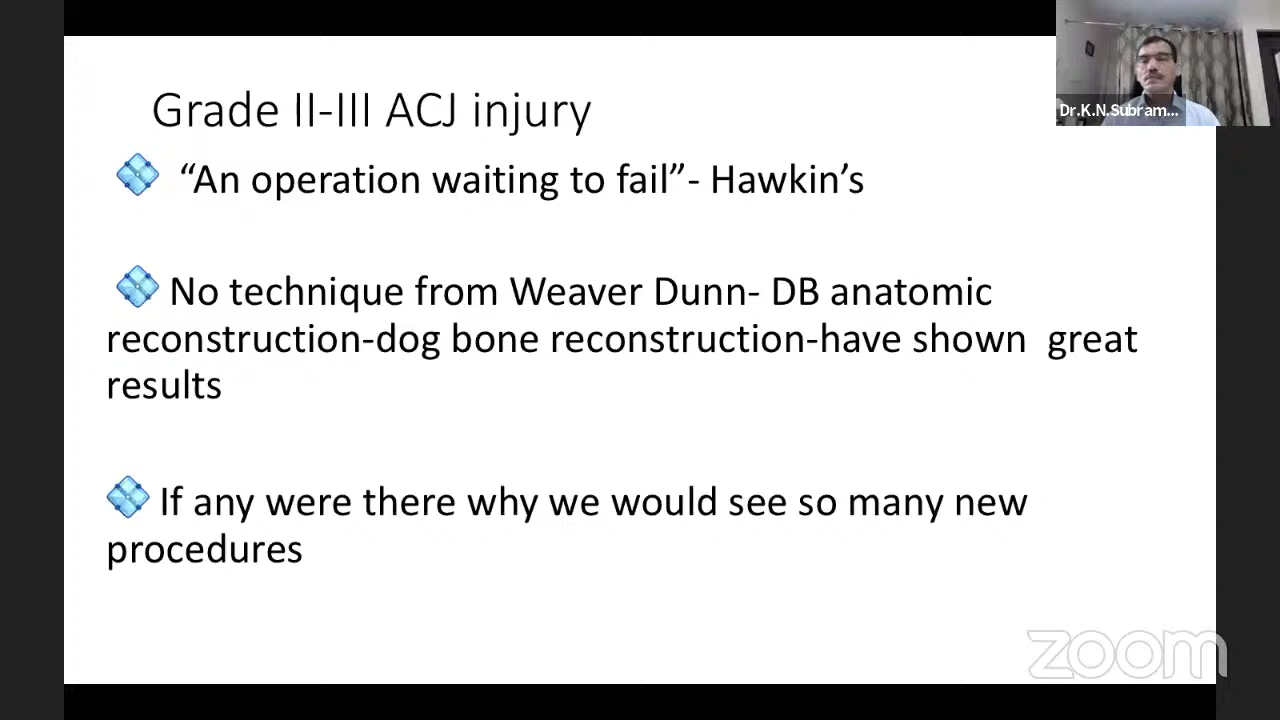 Dr.K.N.Subram...
Grade II-III ACJ injury
“An operation waiting to fail”- Hawkin’s
No technique from Weaver Dunn- DB anatomic
reconstruction-dog bone reconstruction-have shown great
results
If any were there why we would see so many new
procedures
zoom